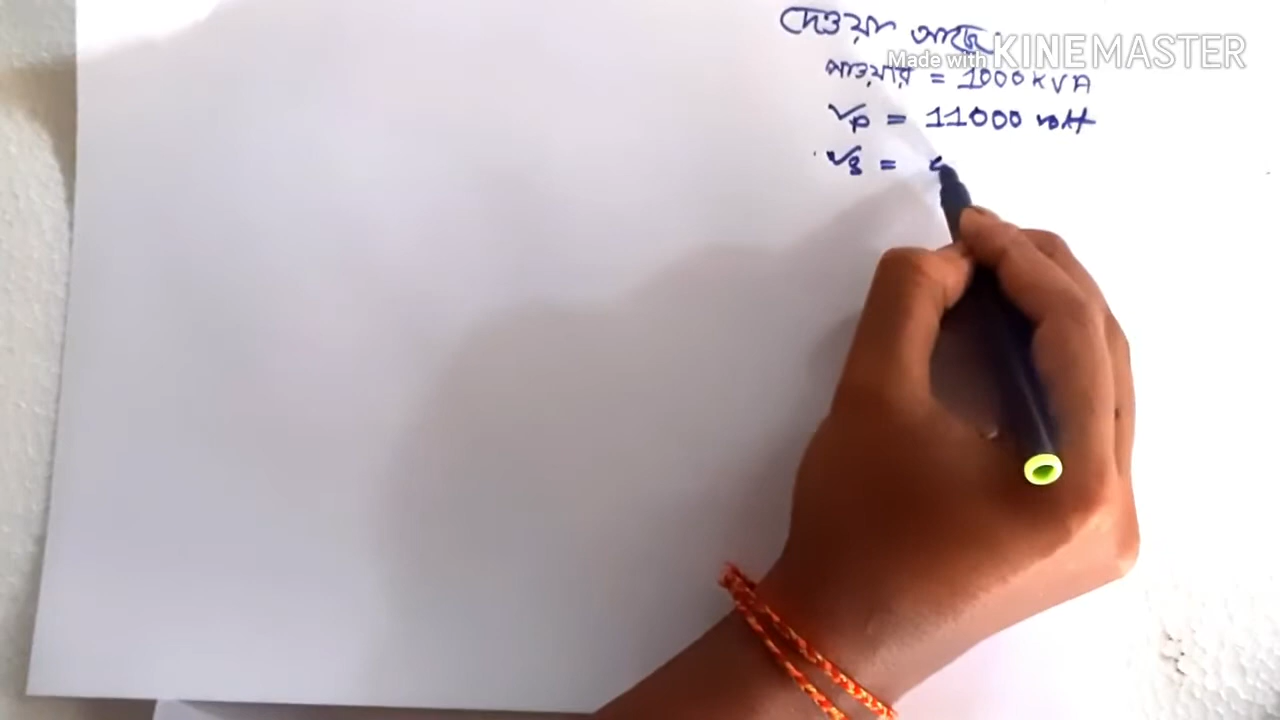 দেওয়া আছে,
Made with KINEMASTER
পাওয়ার = 1000 KVA
Vp = 11000 volt
Vs =